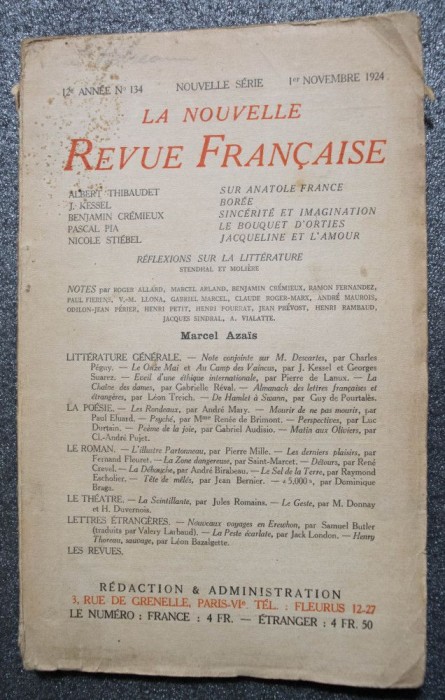 12e ANNÉE No 134 NOUVELLE SÉRIE 1er NOVEMBRE 1924
LA NOUVELLE
REVUE FRANÇAISE
ALBERT THIBAUDET SUR ANATOLE FRANCE
J. KESSEL BORÉE
BENJAMIN CRÉMIEUX SINCÉRITÉ ET IMAGINATION
PASCAL PIA LE BOUQUET D'ORTIES
NICOLE STIÉBEL JACQUELINE ET L'AMOUR
RÉFLEXIONS SUR LA LITTÉRATURE
STENDHAL ET MOLIÈRE
NOTES par ROGER ALLARD, MARCEL ARLAND, BENJAMIN CRÉMIEUX, RAMON FERNANDEZ,
PAUL FIERENS, V.-M. LLONA, GABRIEL MARCEL, CLAUDE ROGER-MARX, ANDRÉ MAUROIS,
ODILON-JEAN PÉRIER, HENRI PETIT, HENRI POURRAT, JEAN PRÉVOST, HENRI RAMBAUD,
JACQUES SINDRAL, A. VIALATTE.
Marcel Azaïs
LITTÉRATURE GÉNÉRALE. — Note conjointe sur M. Descartes, par Charles
Péguy. — Le Onze Mai et Au Camp des Vaincus, par J. Kessel et Georges
Suarez. — Eveil d'une éthique internationale, par Pierre de Lanux. — La
Chaîne des dames, par Gabrielle Réval. — Almanach des lettres françaises et
étrangères, par Léon Treich. — De Hamlet à Swann, par Guy de Pourtalès.
LA POÉSIE. — Les Rondeaux, par André Mary. — Mourir de ne pas mourir, par
Paul Eluard. — Psyché, par Mme Renée de Brimont. — Perspectives, par Luc
Durtain. — Poème de la joie, par Gabriel Audisio. — Matin aux Oliviers, par
Cl.-André Puget.
LE ROMAN. — L'illustre Partonneau, par Pierre Mille. — Les derniers plaisirs, par
Fernand Fleuret. — La Zone dangereuse, par Saint-Marcet. — Détours, par René
Crevel. — La Débauche, par André Birabeau. — Le Sel de la Terre, par Raymond
Escholier. — Tête de mêlée, par Jean Bernier. — « 5,000 », par Dominique
Braga.
LE THÉATRE. — La Scintillante, par Jules Romains. — Le Geste, par M. Donnay
et H. Duvernois.
LETTRES ÉTRANGÈRES. — Nouveaux voyages en Erewhon, par Samuel Butler
(traduits par Valery Larbaud). — La Peste écarlate, par Jack London. — Henry
Thoreau, sauvage, par Léon Bazalgette.
LES REVUES.
RÉDACTION & ADMINISTRATION
3, RUE DE GRENELLE, PARIS-VIe. TÉL. : FLEURUS 12-27
LE NUMÉRO : FRANCE : 4 FR. — ÉTRANGER : 4 FR. 50